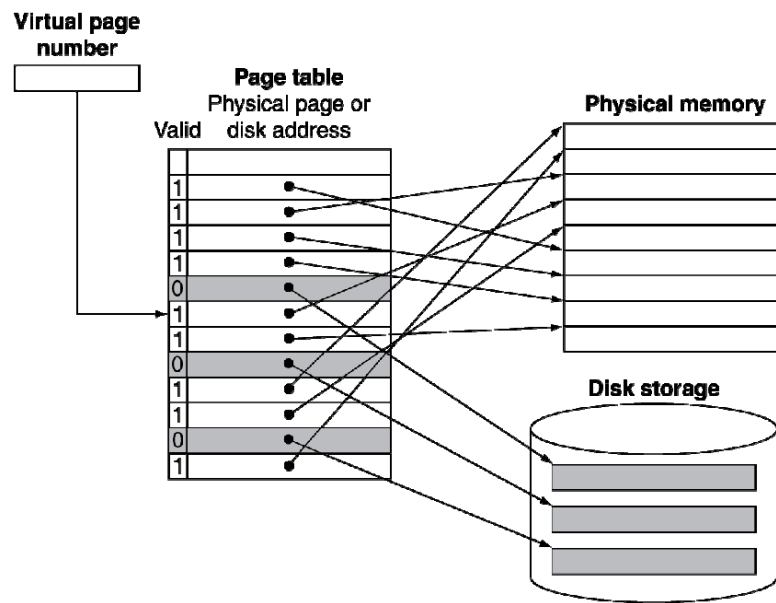 Virtual page
number
Page table
Physical page or
Valid disk address
Physical memory
1
1
1
1
0
1
1
0
1
1
0
1
Disk storage